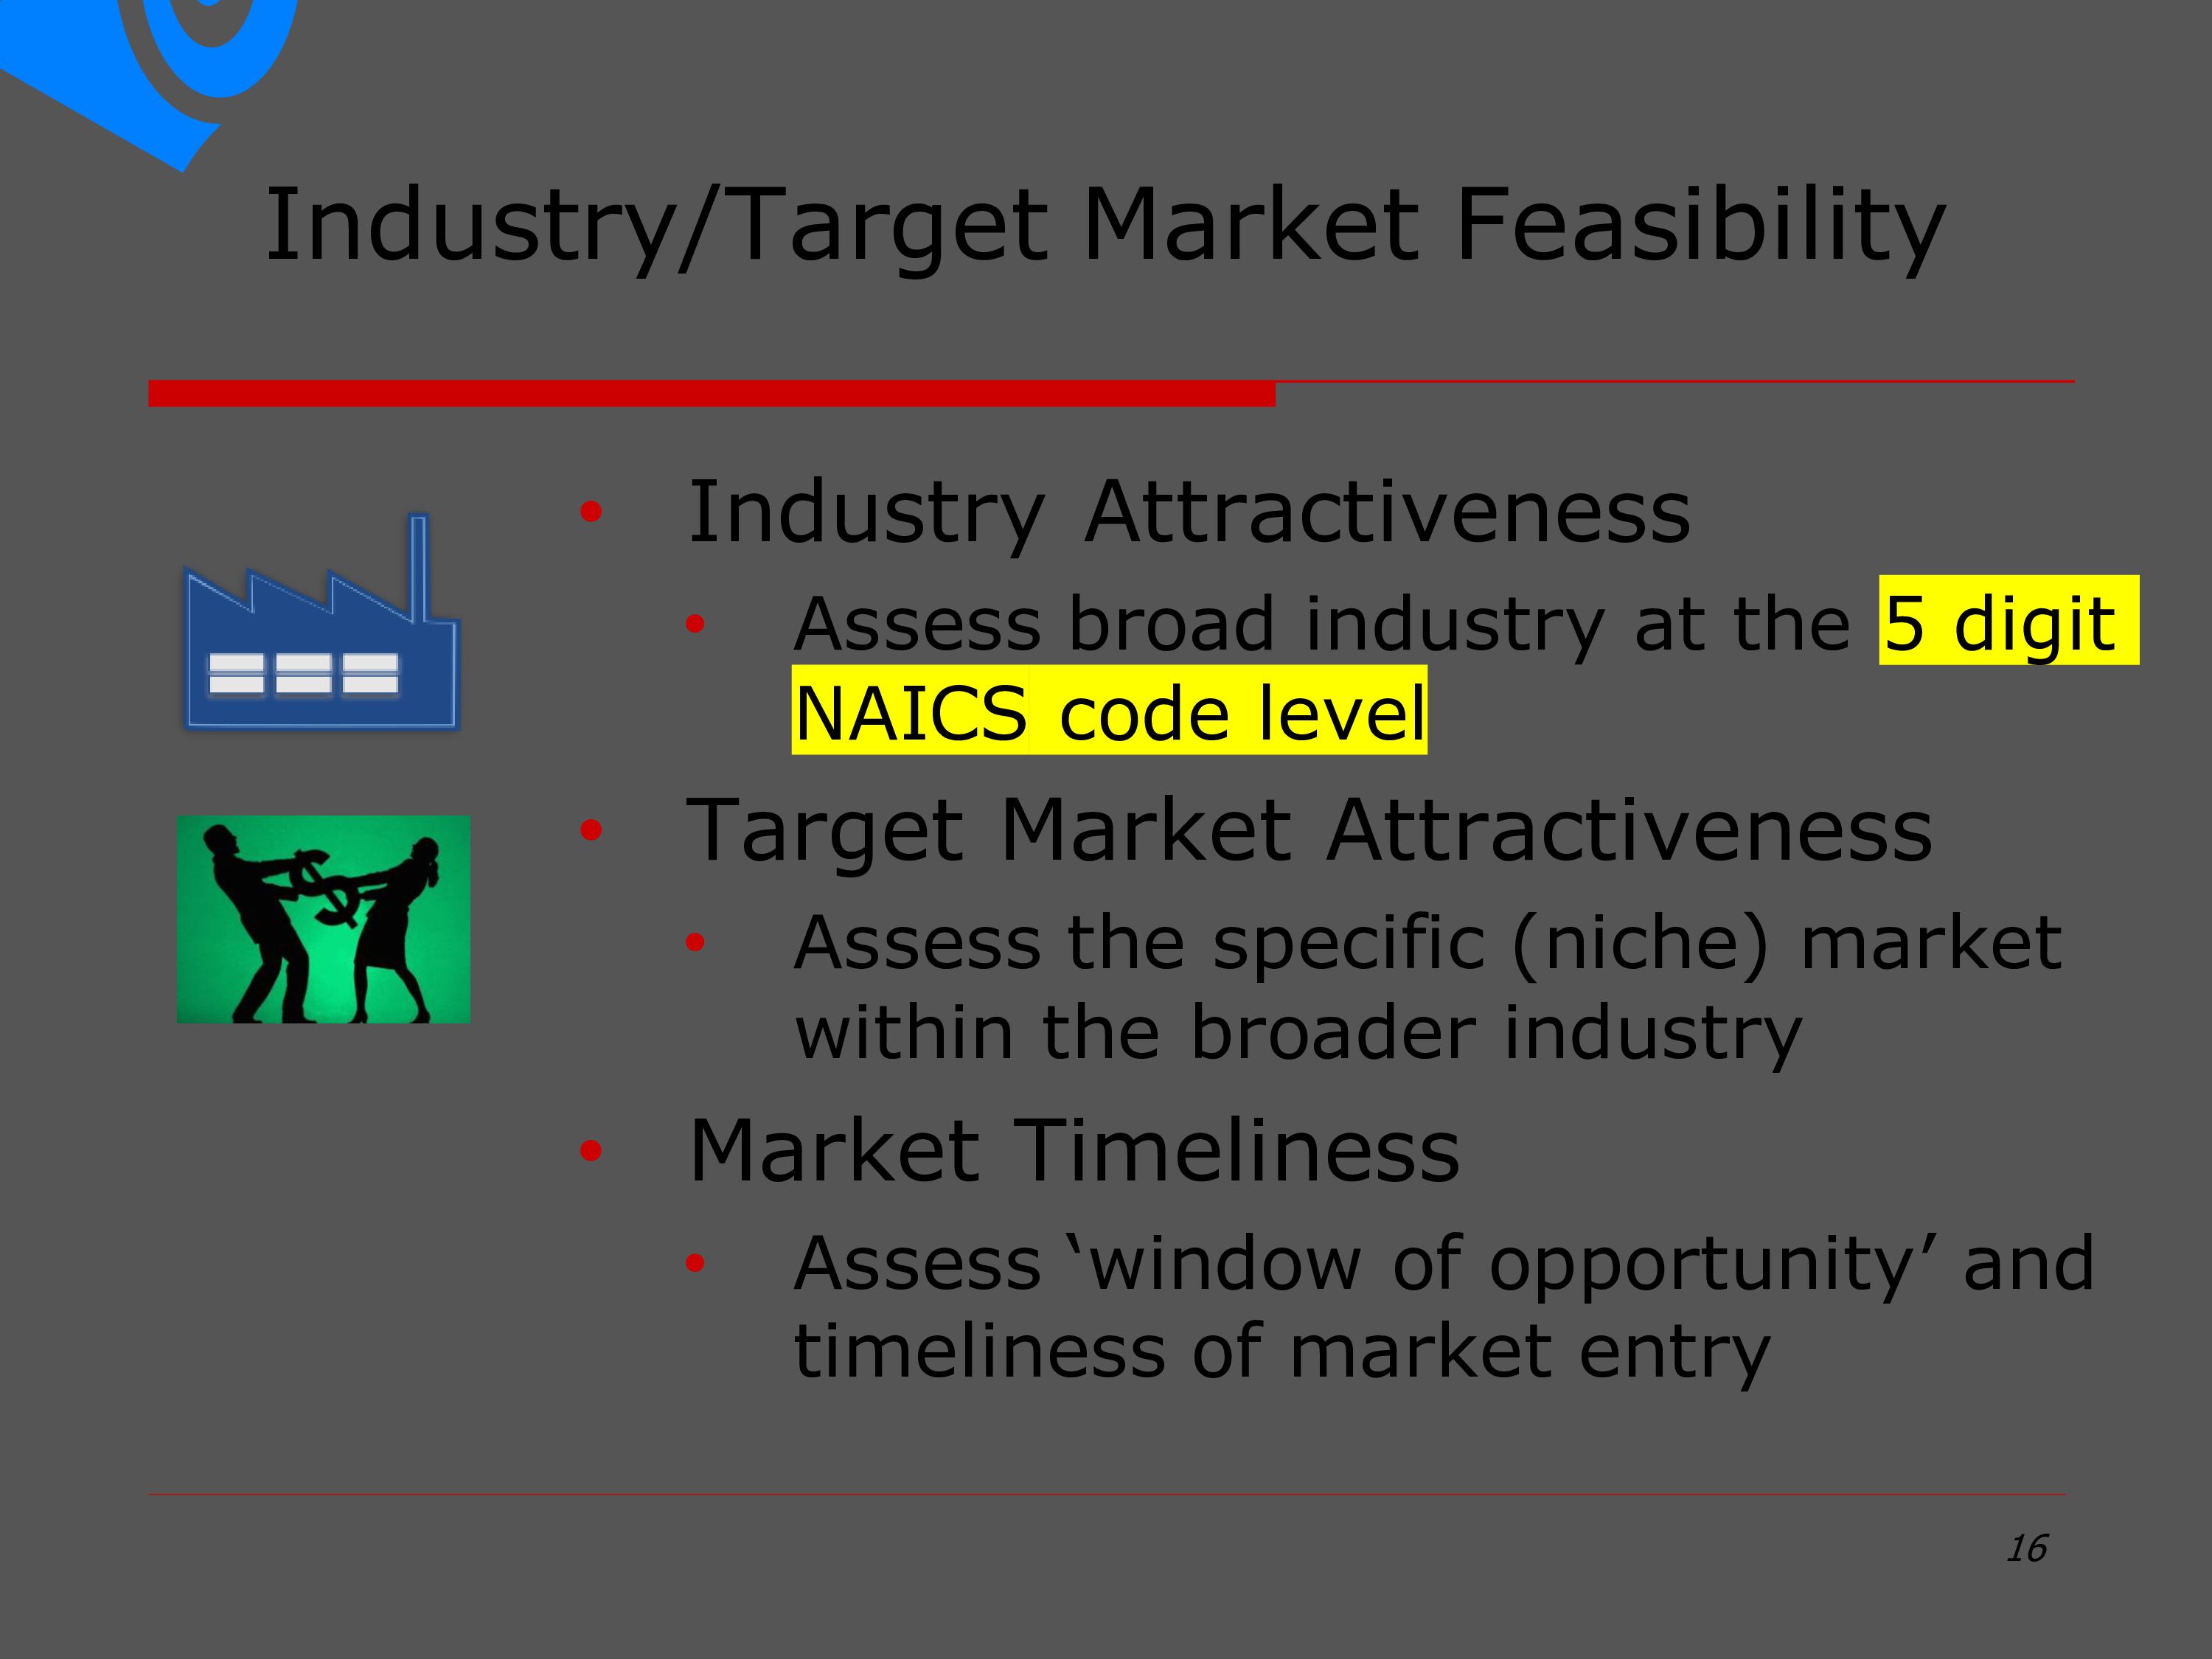 Industry/Target Market Feasibility
• Industry Attractiveness
• Assess broad industry at the 5 digit
NAICS code level
• Target Market Attractiveness
• Assess the specific (niche) market
within the broader industry
• Market Timeliness
• Assess ‘window of opportunity’ and
timeliness of market entry
16